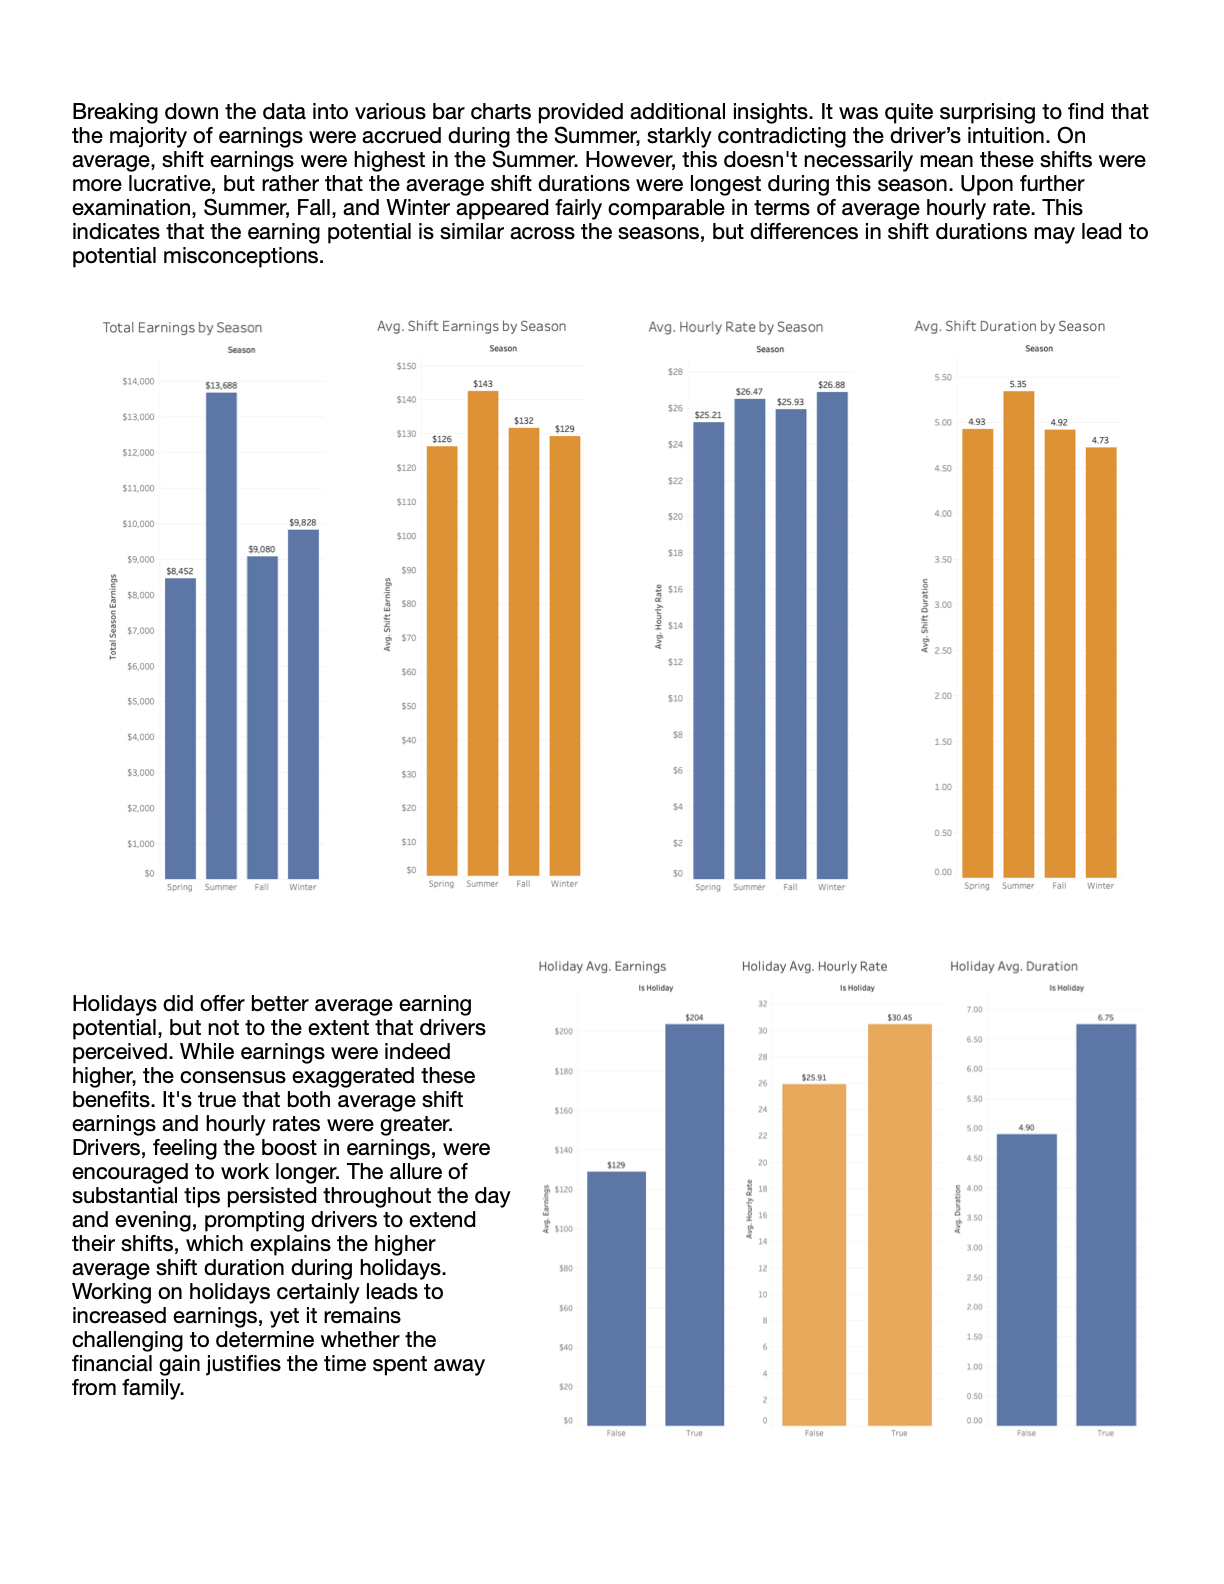 Breaking down the data into various bar charts provided additional insights. It was quite surprising to find that
the majority of earnings were accrued during the Summer, starkly contradicting the driver’s intuition. On
average, shift earnings were highest in the Summer. However, this doesn't necessarily mean these shifts were
more lucrative, but rather that the average shift durations were longest during this season. Upon further
examination, Summer, Fall, and Winter appeared fairly comparable in terms of average hourly rate. This
indicates that the earning potential is similar across the seasons, but differences in shift durations may lead to
potential misconceptions.
Total Earnings by Season
Season
$14,000
$13,000
$12,000
$11,000
$10,000
$9,000
$8,000
$7,000
$6,000
$5,000
$4,000
$3,000
$2,000
$1,000
$0
Total Season Earnings
$8,452
$13,688
$9,080
$9,828
Spring Summer Fall Winter
Avg. Shift Earnings by Season
Season
$150
$140
$130
$120
$110
$100
$90
$80
$70
$60
$50
$40
$30
$20
$10
$0
Avg. Shift Earnings
$126
$143
$132
$129
Spring Summer Fall Winter
Avg. Hourly Rate by Season
Season
$28
$26
$24
$22
$20
$18
$16
$14
$12
$10
$8
$6
$4
$2
$0
Avg. Hourly Rate
$25.21
$26.47
$25.93
$26.88
Spring Summer Fall Winter
Avg. Shift Duration by Season
Season
5.50
5.00
4.50
4.00
3.50
3.00
2.50
2.00
1.50
1.00
0.50
0.00
Avg. Shift Duration
4.93
5.35
4.92
4.73
Spring Summer Fall Winter
Holidays did offer better average earning
potential, but not to the extent that drivers
perceived. While earnings were indeed
higher, the consensus exaggerated these
benefits. It's true that both average shift
earnings and hourly rates were greater.
Drivers, feeling the boost in earnings, were
encouraged to work longer. The allure of
substantial tips persisted throughout the day
and evening, prompting drivers to extend
their shifts, which explains the higher
average shift duration during holidays.
Working on holidays certainly leads to
increased earnings, yet it remains
challenging to determine whether the
financial gain justifies the time spent away
from family.
Holiday Avg. Earnings
Is Holiday
$200
$180
$160
$140
$120
$100
$80
$60
$40
$20
$0
Avg. Earnings
$129
$204
False True
Holiday Avg. Hourly Rate
Is Holiday
32
30
28
26
24
22
20
18
16
14
12
10
8
6
4
2
0
Avg. Hourly Rate
$25.91
$30.45
False True
Holiday Avg. Duration
Is Holiday
7.00
6.50
6.00
5.50
5.00
4.50
4.00
3.50
3.00
2.50
2.00
1.50
1.00
0.50
0.00
Avg. Duration
4.90
6.75
False True